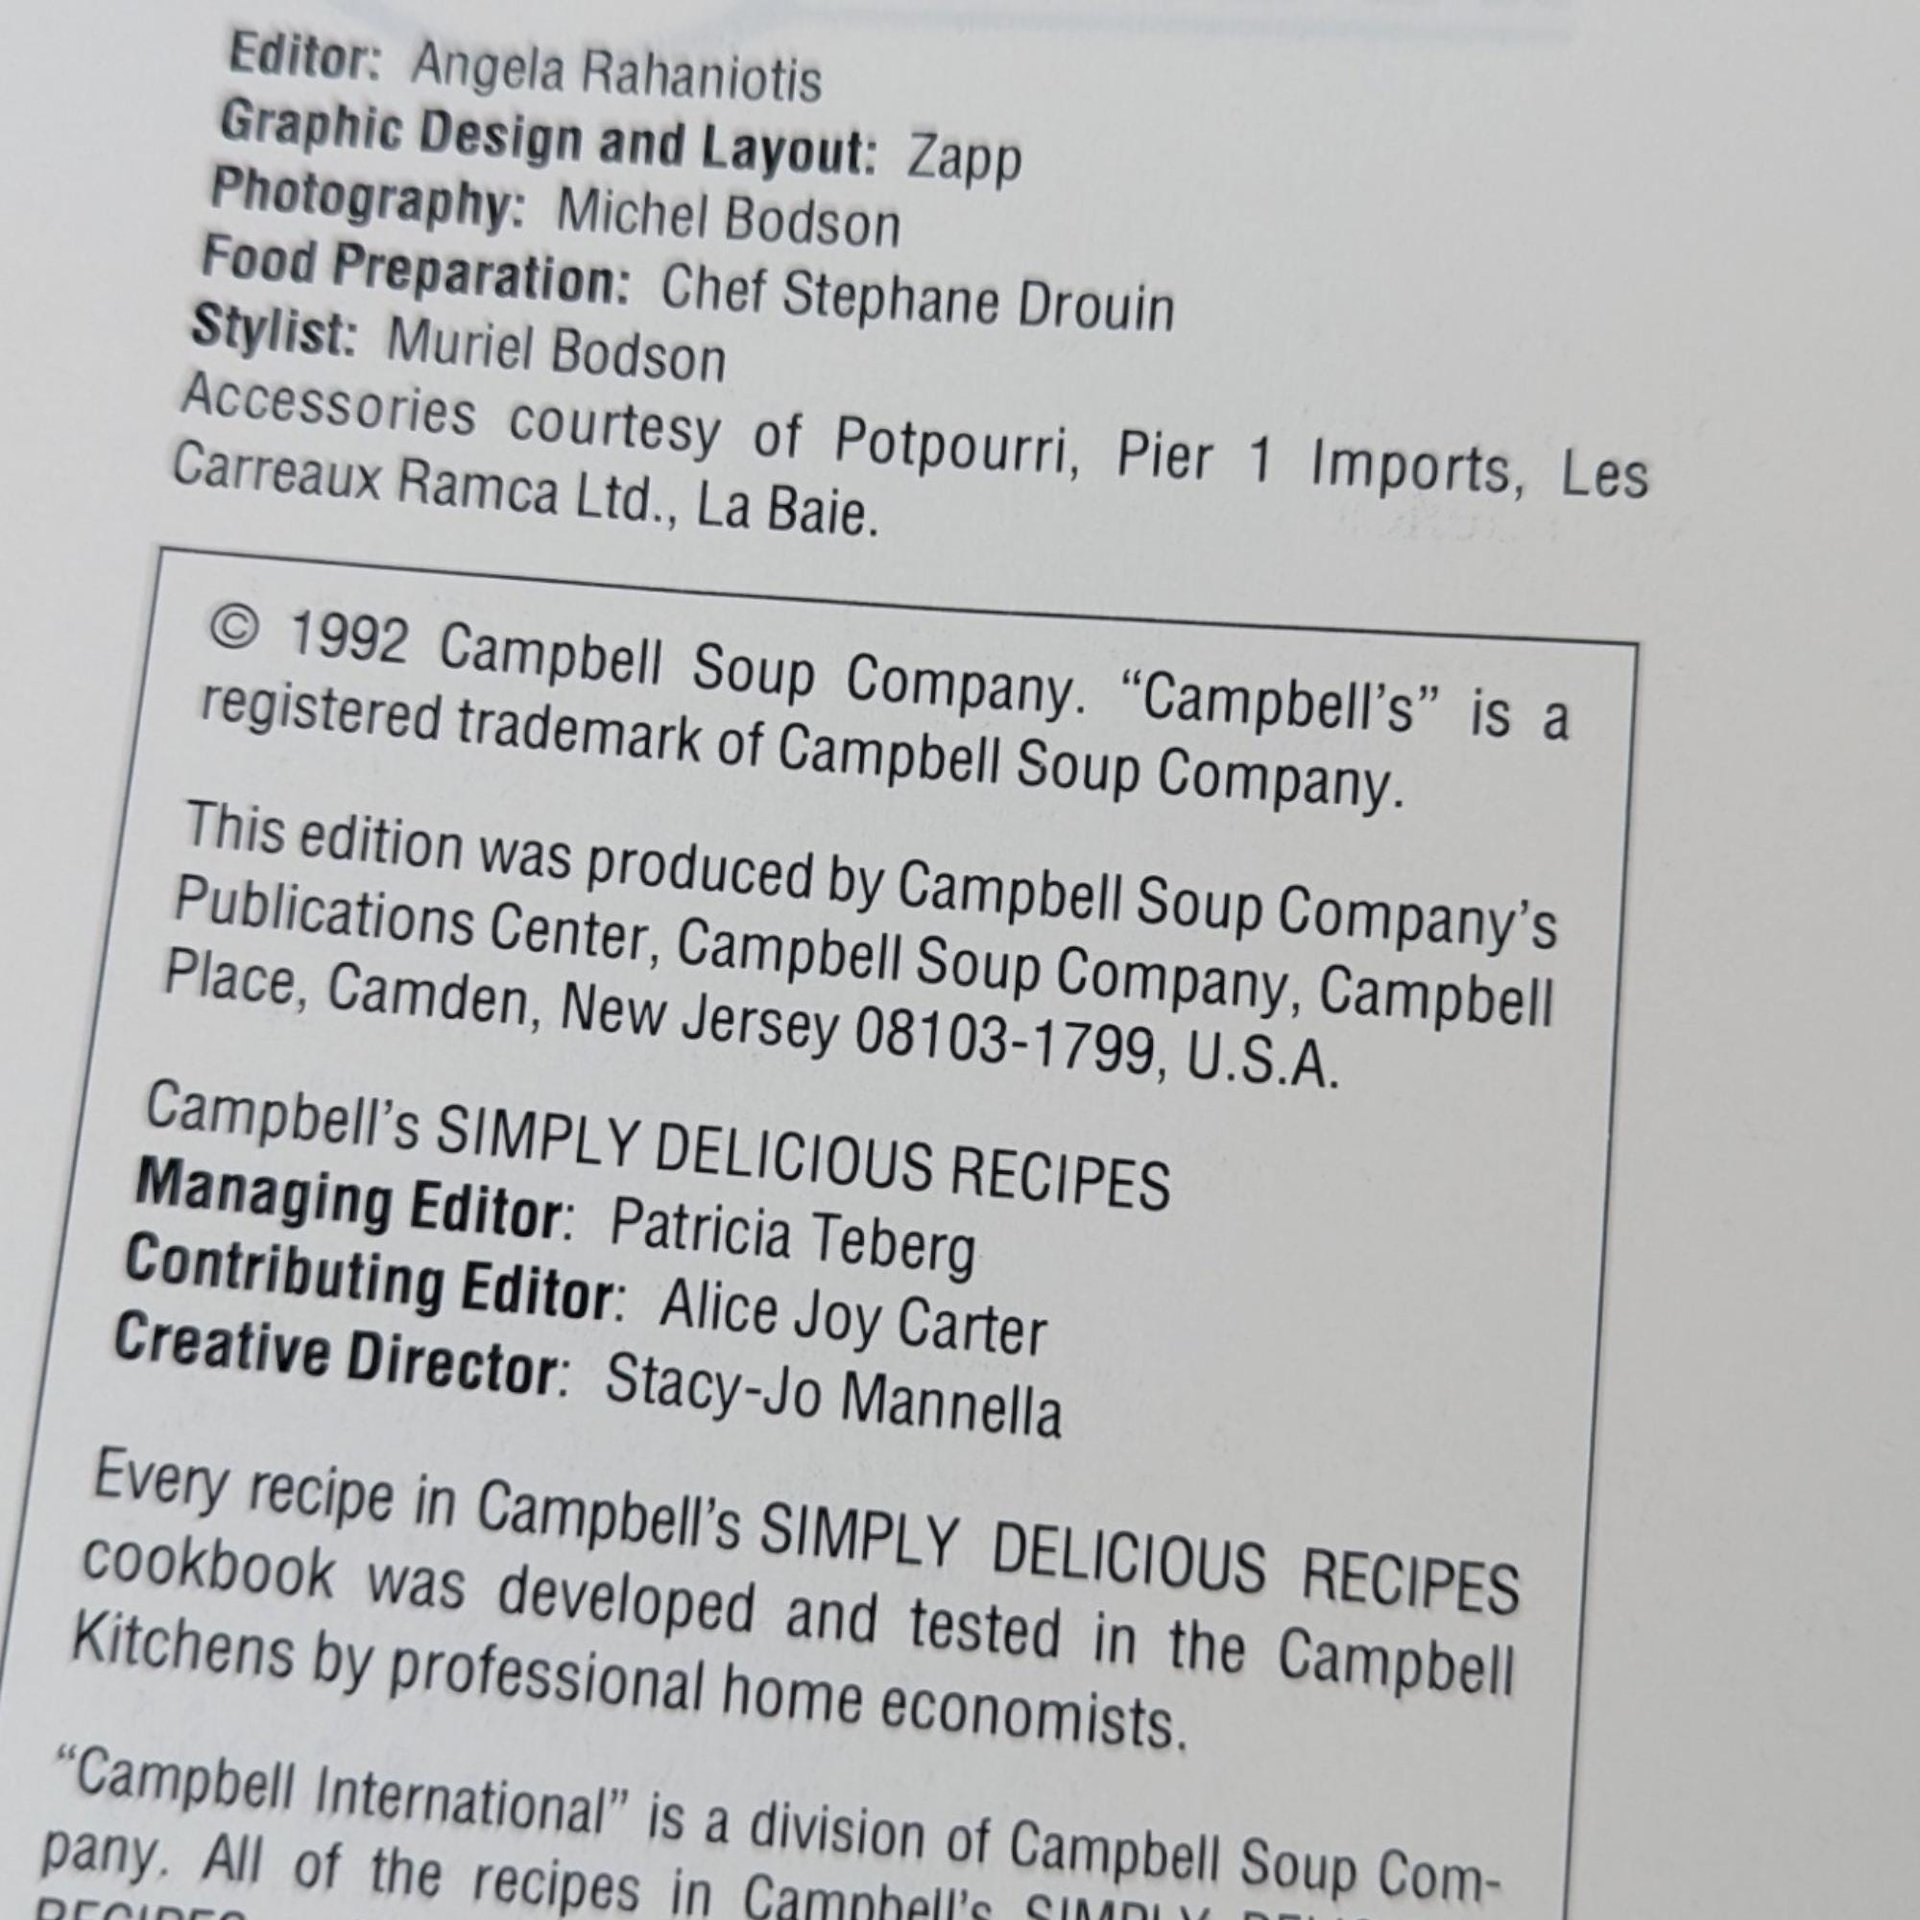 Editor: Angela Rahaniotis
Graphic Design and Layout: Zapp
Photography: Michel Bodson
Food Preparation: Chef Stephane Drouin
Stylist: Muriel Bodson
Accessories courtesy of Potpourri, Pier 1 Imports, Les
Carreaux Ramca Ltd., La Baie.
© 1992 Campbell Soup Company. “Campbell's” is a
registered trademark of Campbell Soup Company.
This edition was produced by Campbell Soup Company's
Publications Center, Campbell Soup Company, Campbell
Place, Camden, New Jersey 08103-1799, U.S.A.
Campbell's SIMPLY DELICIOUS RECIPES
Managing Editor: Patricia Teberg
Contributing Editor: Alice Joy Carter
Creative Director: Stacy-Jo Mannella
Every recipe in Campbell's SIMPLY DELICIOUS RECIPES
cookbook was developed and tested in the Campbell
Kitchens by professional home economists.
“Campbell International” is a division of Campbell Soup Com-
pany. All of the recipes in Campbell's SIMPLY
RECIPES